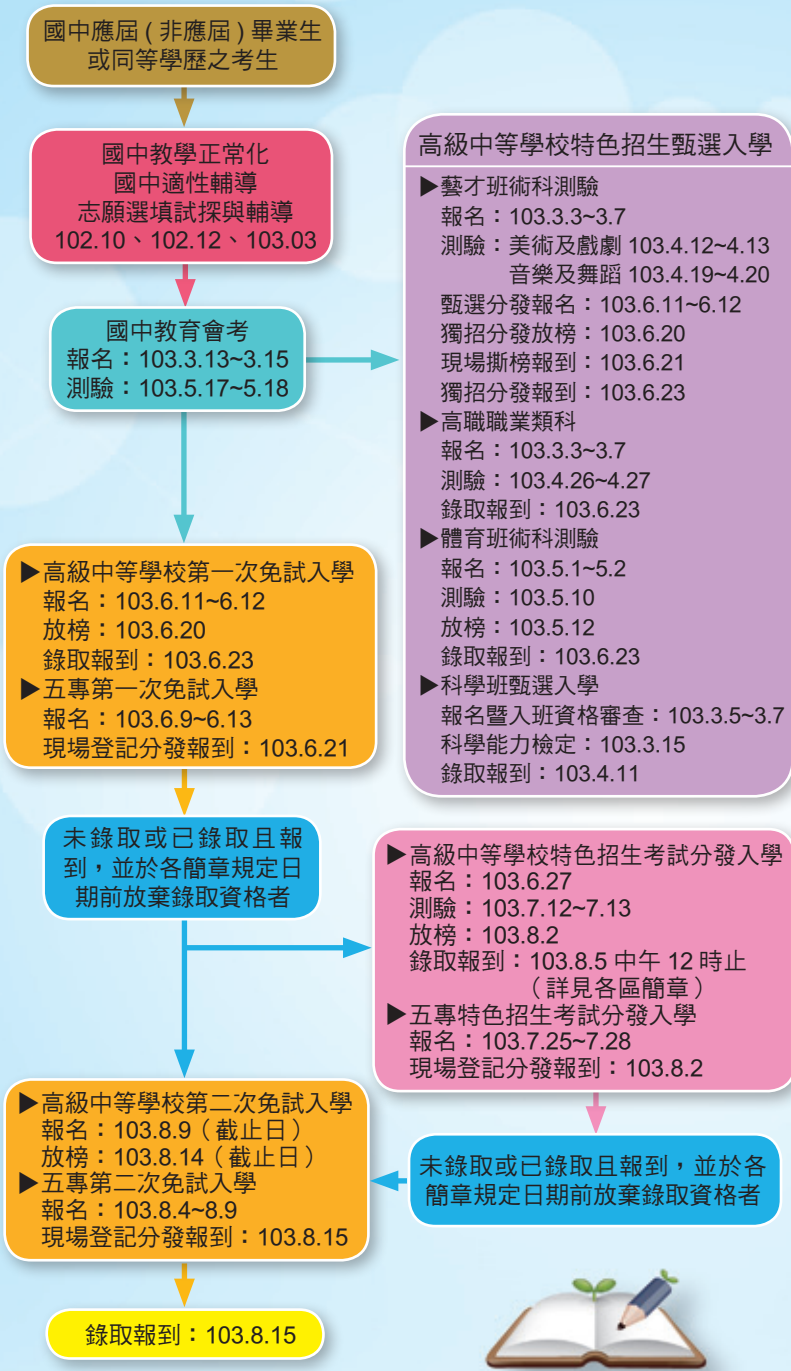 國中應屆 ( 非應屆 ) 畢業生
或同等學歷之考生
國中教學正常化
國中適性輔導
志願選填試探與輔導
102.10、102.12、103.03
國中教育會考
報名：103.3.13~3.15
測驗：103.5.17~5.18
高級中等學校特色招生甄選入學
▶藝才班術科測驗
報名：103.3.3~3.7
測驗：美術及戲劇 103.4.12~4.13
音樂及舞蹈 103.4.19~4.20
甄選分發報名：103.6.11~6.12
獨招分發放榜：103.6.20
現場撕榜報到：103.6.21
獨招分發報到：103.6.23
▶高職職業類科
報名：103.3.3~3.7
測驗：103.4.26~4.27
錄取報到：103.6.23
▶體育班術科測驗
報名：103.5.1~5.2
測驗：103.5.10
放榜：103.5.12
錄取報到：103.6.23
▶科學班甄選入學
報名暨入班資格審查：103.3.5~3.7
科學能力檢定：103.3.15
錄取報到：103.4.11
▶高級中等學校第一次免試入學
報名：103.6.11~6.12
放榜：103.6.20
錄取報到：103.6.23
▶五專第一次免試入學
報名：103.6.9~6.13
現場登記分發報到：103.6.21
未錄取或已錄取且報
到，並於各簡章規定日
期前放棄錄取資格者
▶高級中等學校特色招生考試分發入學
報名：103.6.27
測驗：103.7.12~7.13
放榜：103.8.2
錄取報到：103.8.5 中午 12 時止
（詳見各區簡章）
▶五專特色招生考試分發入學
報名：103.7.25~7.28
現場登記分發報到：103.8.2
▶高級中等學校第二次免試入學
報名：103.8.9（截止日）
放榜：103.8.14（截止日）
▶五專第二次免試入學
報名：103.8.4~8.9
現場登記分發報到：103.8.15
未錄取或已錄取且報到，並於各
簡章規定日期前放棄錄取資格者
錄取報到：103.8.15